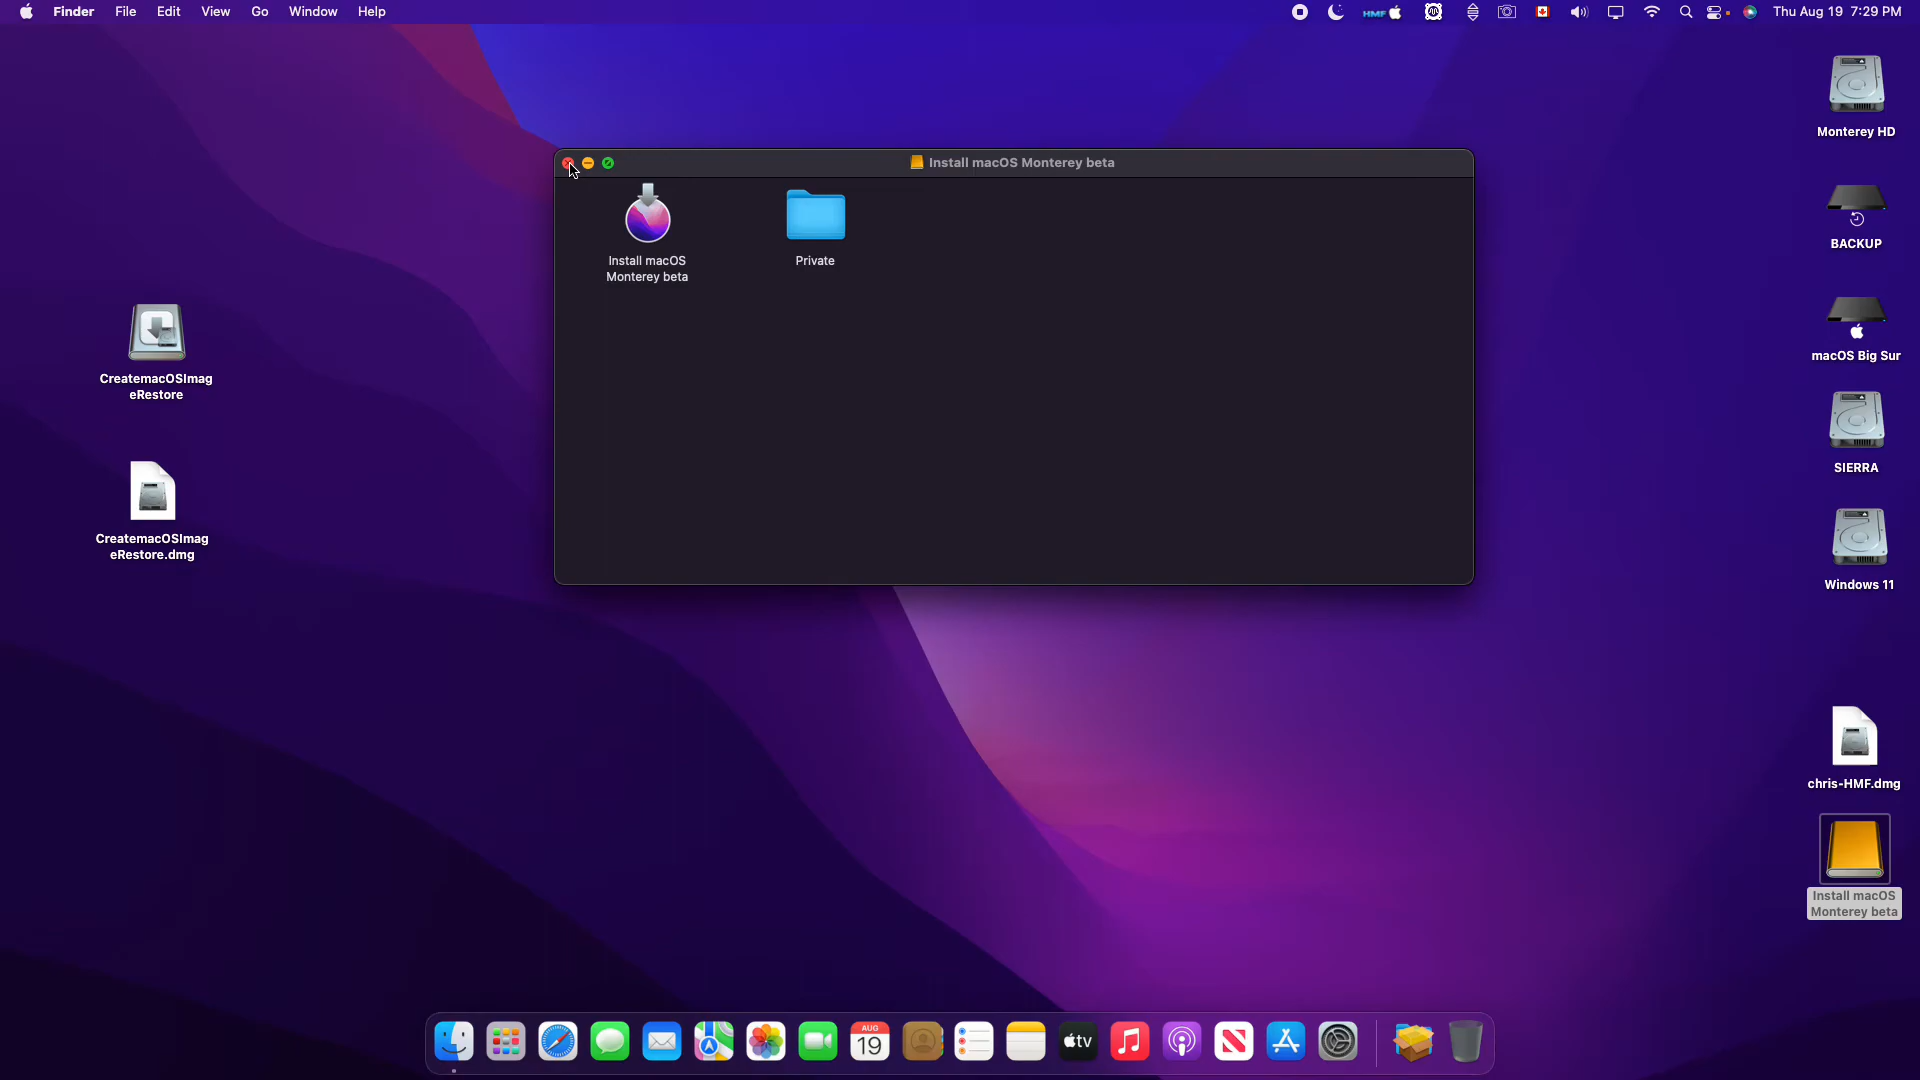 Finder File Edit View Go Window Help
HMF
Thu Aug 19 7:29 PM
Install macOS Monterey beta
Install macOS
Monterey beta
Private
CreatemacOSImag
eRestore
CreatemacOSImag
eRestore.dmg
Monterey HD
BACKUP
macOS Big Sur
SIERRA
Windows 11
chris-HMF.dmg
Install macOS
Monterey beta
AUG
19
tv